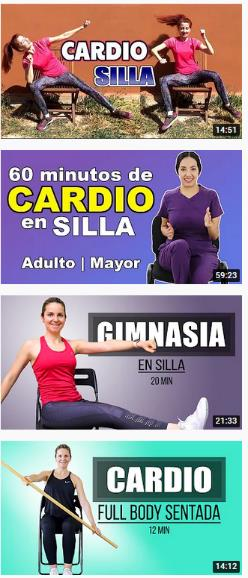 CARDIO
SILLA
14:51
60 minutos de
CARDIO
en SILLA
Adulto | Mayor
59:23
GIMNASIA
EN SILLA
20 MIN
21:33
CARDIO
FULL BODY SENTADA
12 MIN
14:12